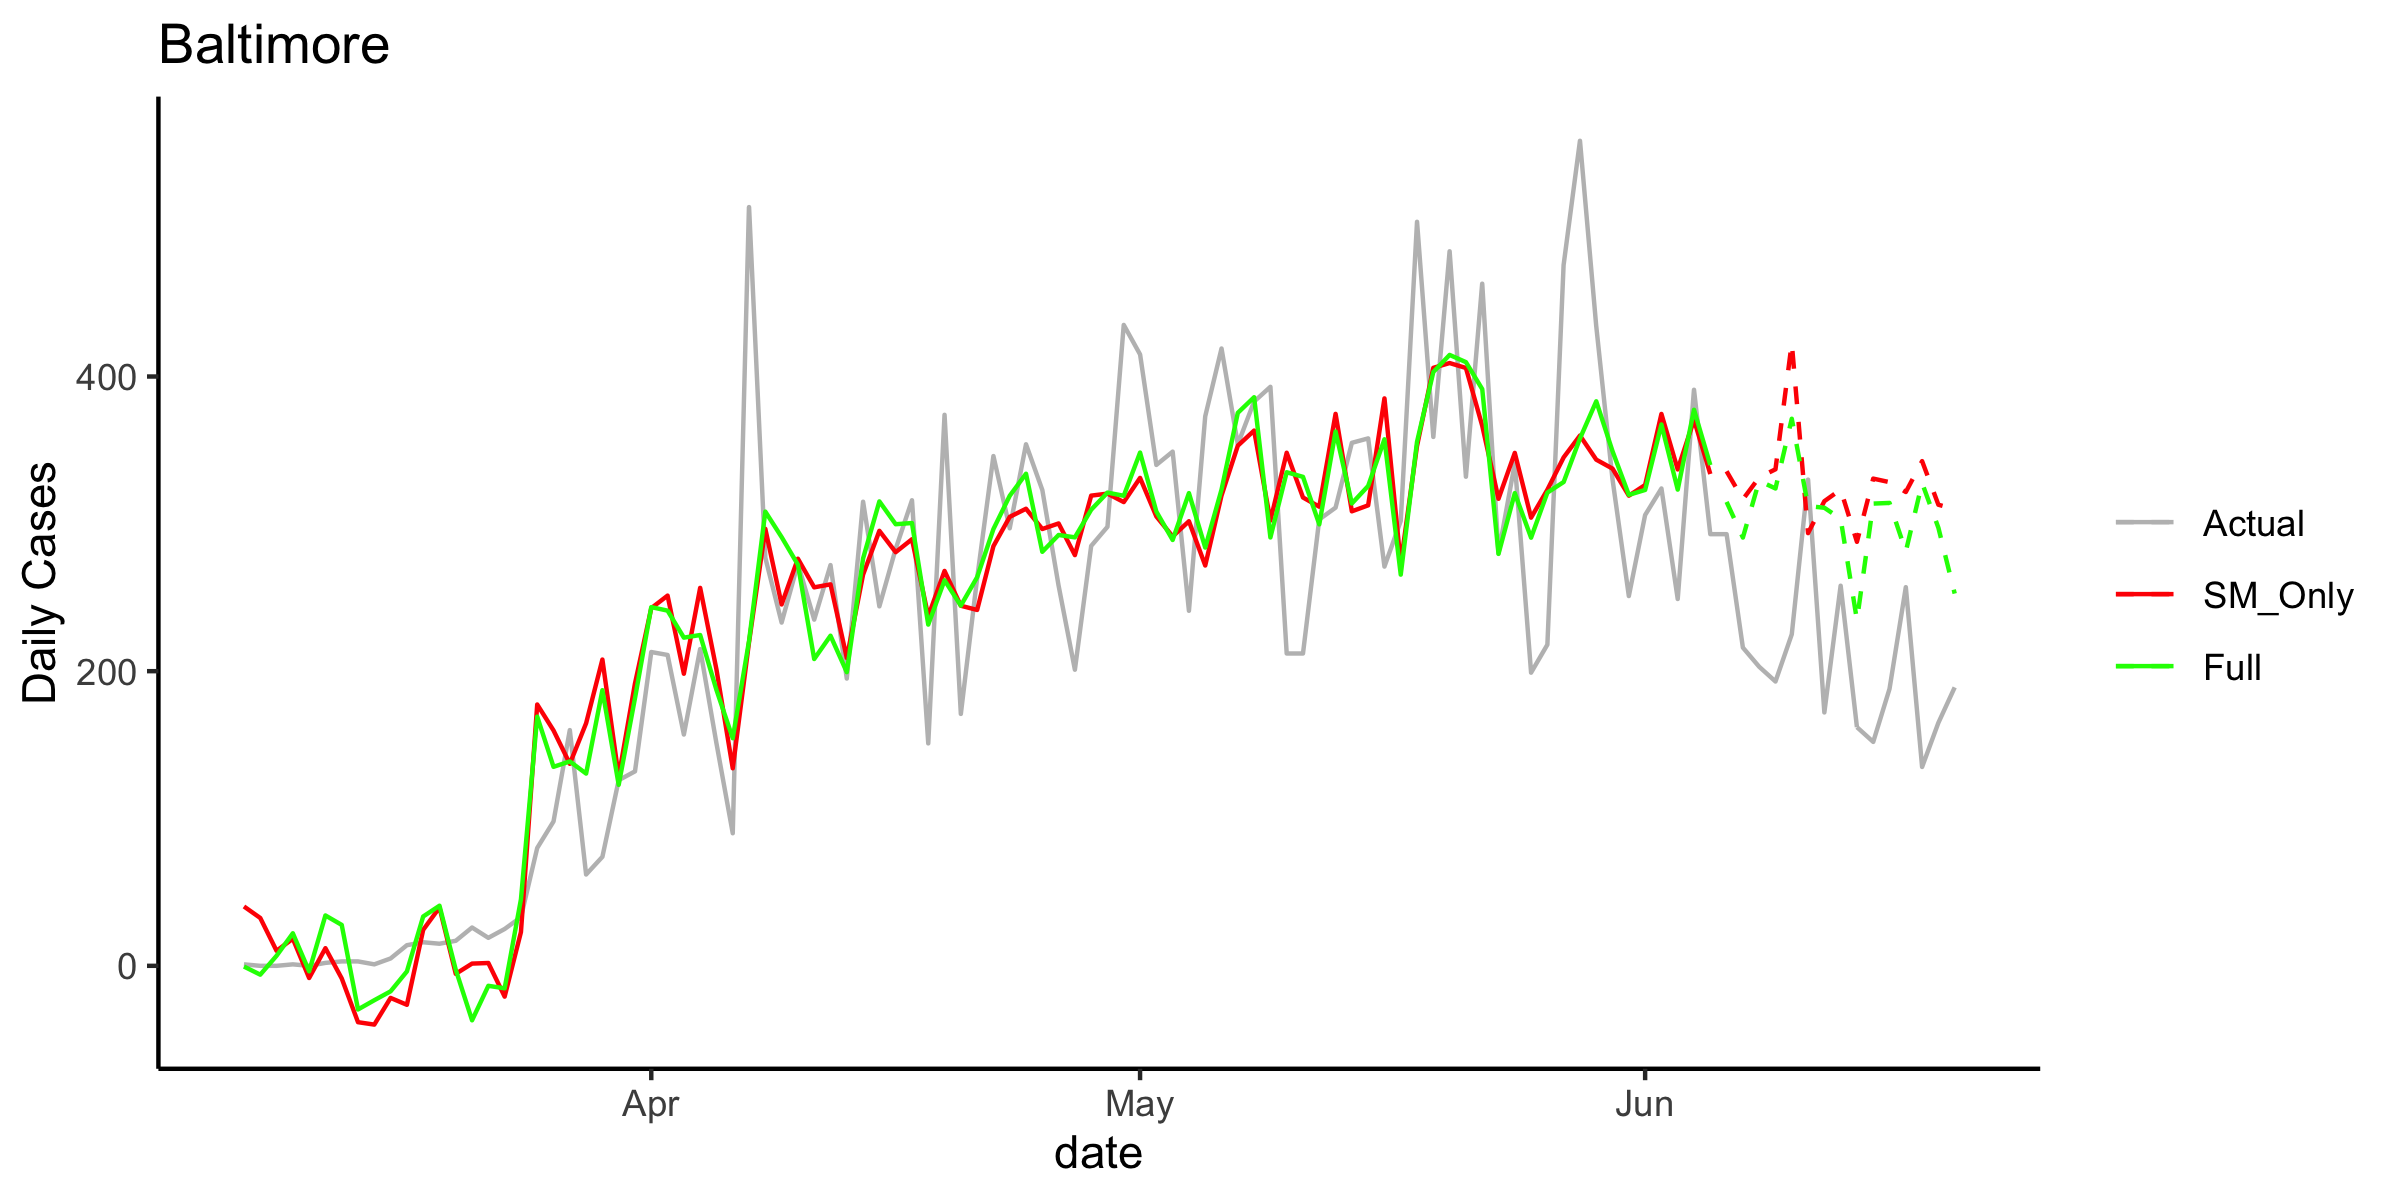 Baltimore
Daily Cases
400
200
0
Apr
May
Jun
date
Actual
SM_Only
Full